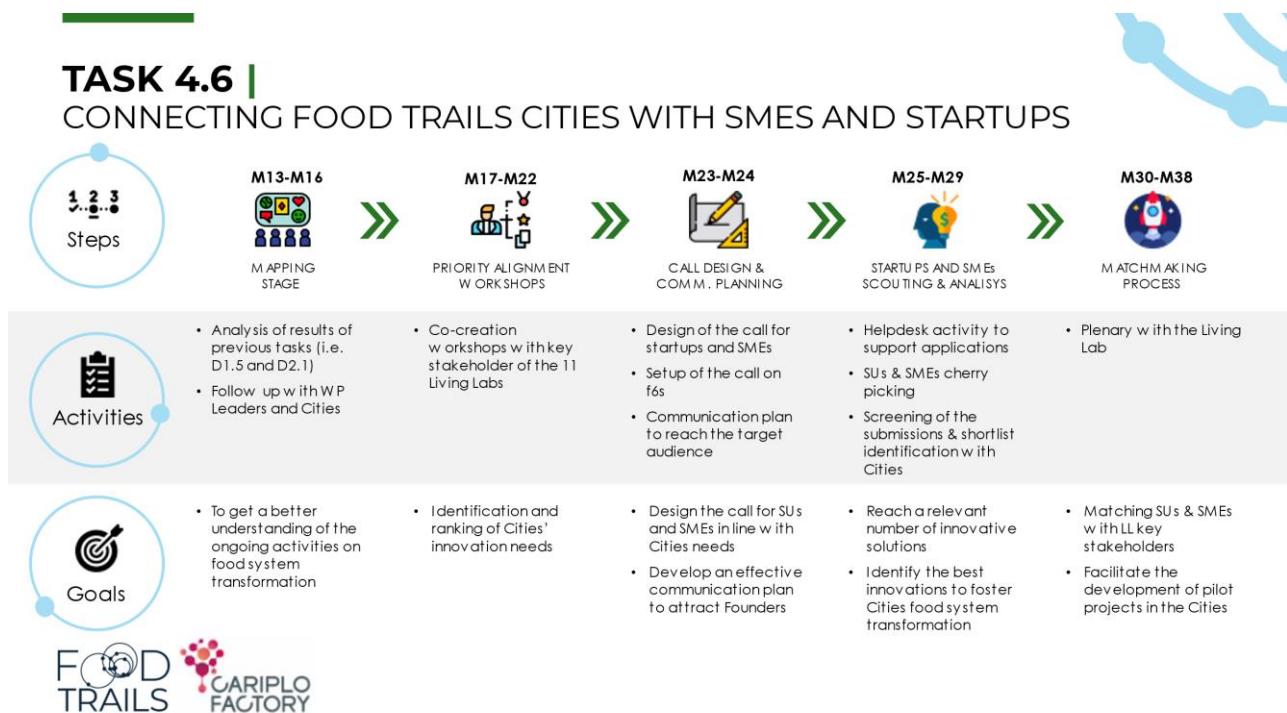 TASK 4.6 |
CONNECTING FOOD TRAILS CITIES WITH SMES AND STARTUPS
1 2 3
Steps
M13-M16
MAPPING
STAGE
M17-M22
PRIORITY ALIGNMENT
WORKSHOPS
M23-M24
CALL DESIGN &
COMM. PLANNING
M25-M29
$
STARTUPS AND SMEs
SCOUTING & ANALISYS
M30-M38
MATCHMAKING
PROCESS
Activities
• Analysis of results of
previous tasks (i.e.
D1.5 and D2.1)
• Follow up with WP
Leaders and Cities
• Co-creation
workshops with key
stakeholder of the 11
Living Labs
• Design of the call for
startups and SMEs
• Setup of the call on
f6s
• Communication plan
to reach the target
audience
• Helpdesk activity to
support applications
• SUs & SMEs cherry
picking
• Screening of the
submissions & shortlist
identification with
Cities
• Plenary with the Living
Lab
Goals
• To get a better
understanding of the
ongoing activities on
food system
transformation
• Identification and
ranking of Cities'
innovation needs
• Design the call for SUs
and SMEs in line with
Cities needs
• Develop an effective
communication plan
to attract Founders
• Reach a relevant
number of innovative
solutions
• Identify the best
innovations to foster
Cities food system
transformation
• Matching SUs & SMEs
with LL key
stakeholders
• Facilitate the
development of pilot
projects in the Cities
FOOD
TRAILS
CARIPLO
FACTORY